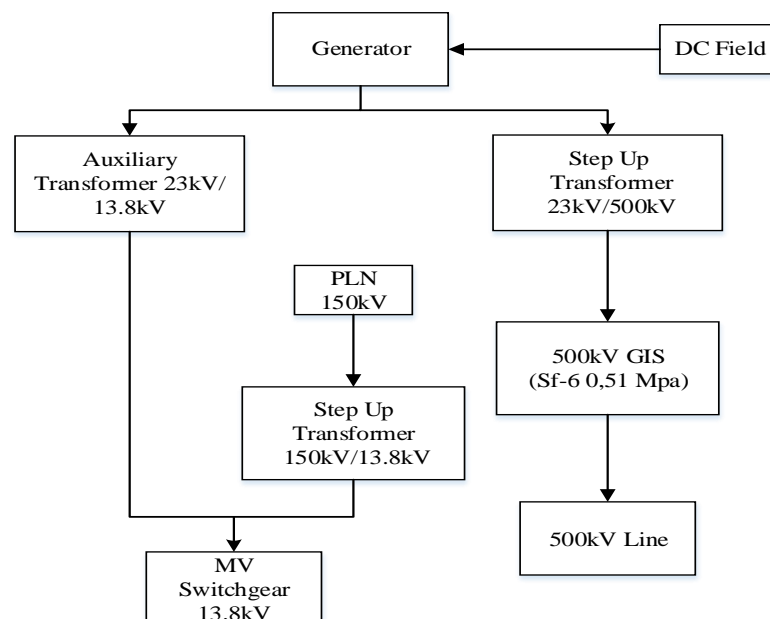 Generator
DC Field
Auxiliary
Transformer 23kV/
13.8kV
Step Up
Transformer
23kV/500kV
PLN
150kV
500kV GIS
(Sf-6 0,51 Mpa)
Step Up
Transformer
150kV/13.8kV
500kV Line
MV
Switchgear
13.8kV